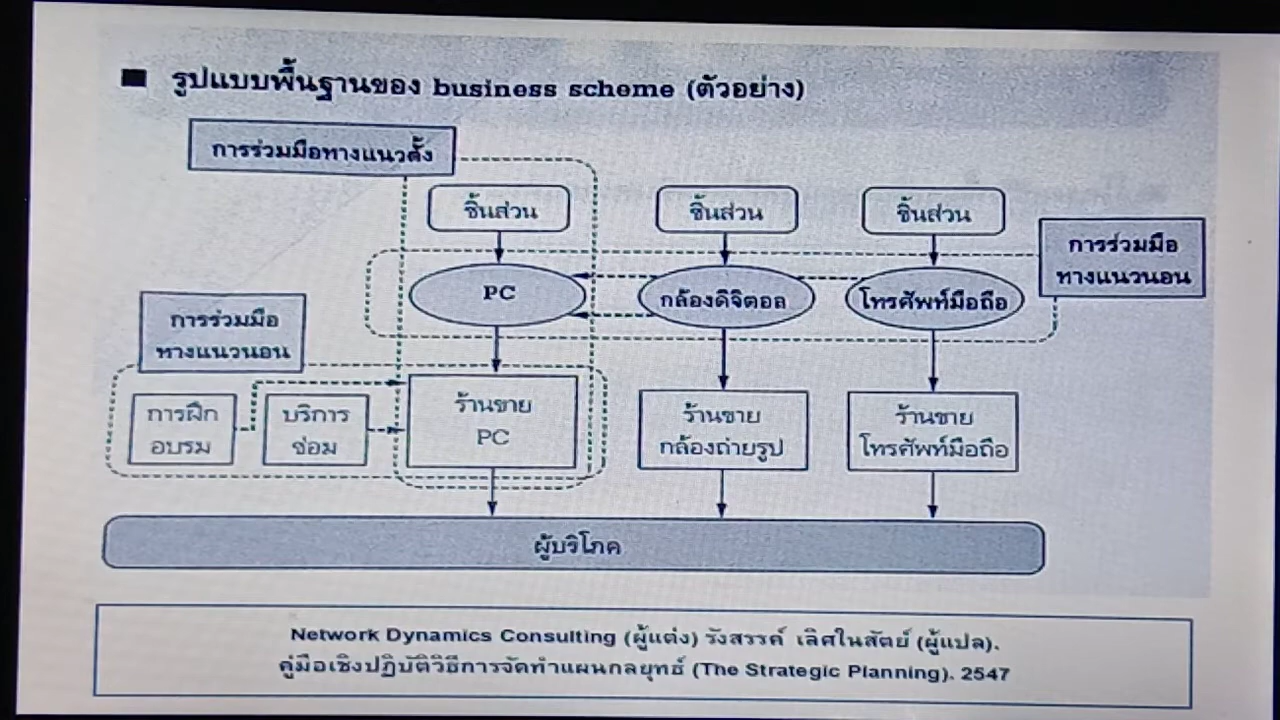 รูปแบบพื้นฐานของ business scheme (ตัวอย่าง)
การร่วมมือทางแนวตั้ง
ชิ้นส่วน
ชิ้นส่วน
ชิ้นส่วน
การร่วมมือ
ทางแนวนอน
PC
กล้องดิจิตอล
โทรศัพท์มือถือ
การร่วมมือ
ทางแนวนอน
การฝึก
อบรม
บริการ
ซ่อม
ร้านขาย
PC
ร้านขาย
กล้องถ่ายรูป
ร้านขาย
โทรศัพท์มือถือ
ผู้บริโภค
Network Dynamics Consulting (ผู้แต่ง) รังสรรค์ เลิศในสัตย์ (ผู้แปล).
คู่มือเชิงปฏิบัติวิธีการจัดทำแผนกลยุทธ์ (The Strategic Planning). 2547